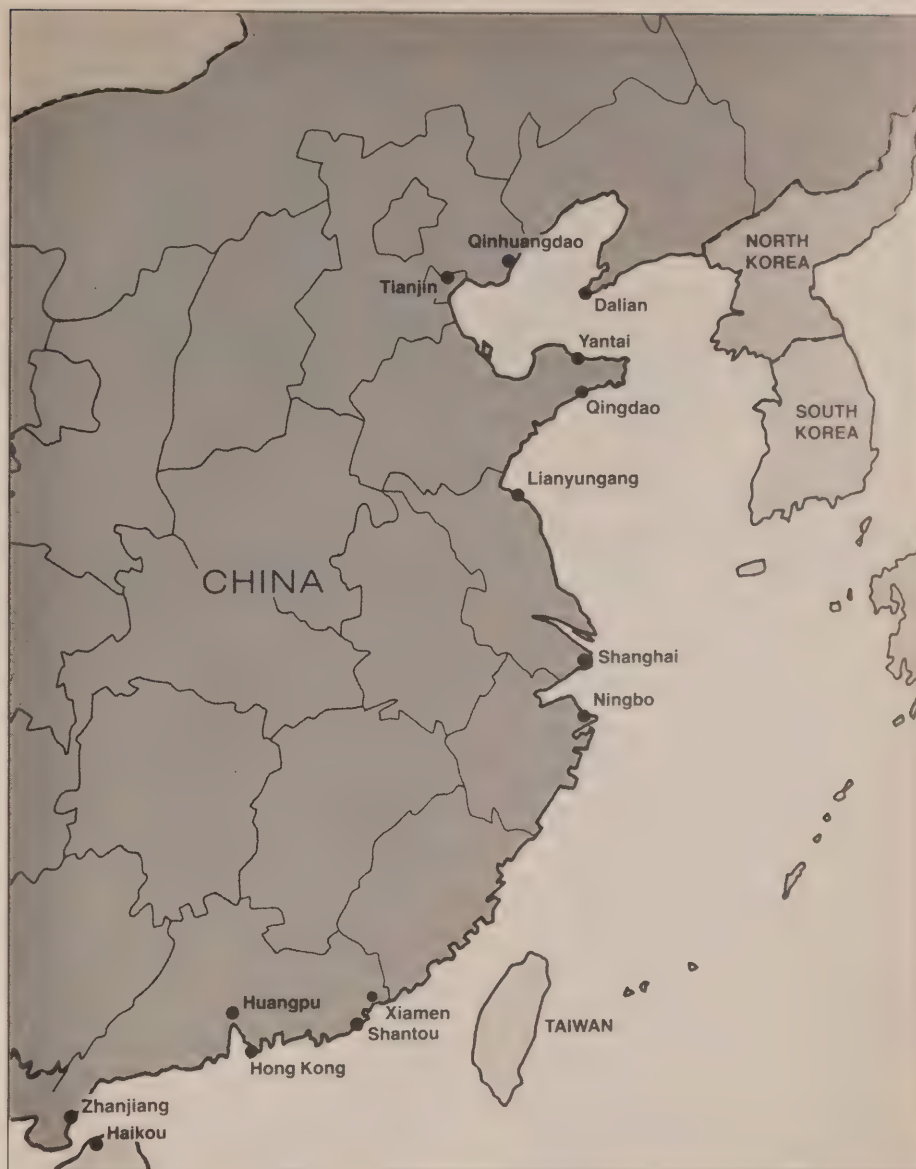 Qinhuangdao
Tianjin
NORTH
KOREA
Dalian
Yantai
Qingdao
SOUTH
KOREA
Lianyungang
CHINA
Shanghai
Ningbo
Huangpu
Xiamen
Shantou
TAIWAN
Hong Kong
Zhanjiang
Haikou